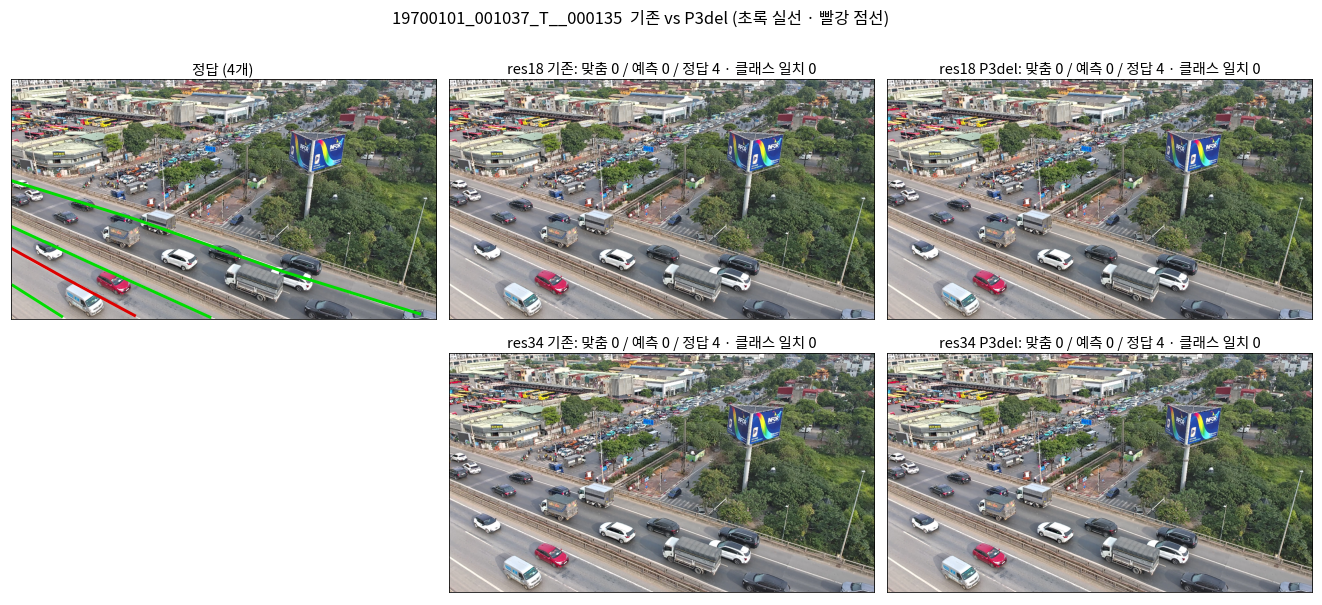 19700101_001037_T__000135 기존 vs P3del (초록 실선 · 빨강 점선)
정답 (4개)
res18 기존: 맞춤 0 / 예측 0 / 정답 4 · 클래스 일치 0
res18 P3del: 맞춤 0 / 예측 0 / 정답 4 · 클래스 일치 0
res34 기존: 맞춤 0 / 예측 0 / 정답 4 · 클래스 일치 0
res34 P3del: 맞춤 0 / 예측 0 / 정답 4 · 클래스 일치 0